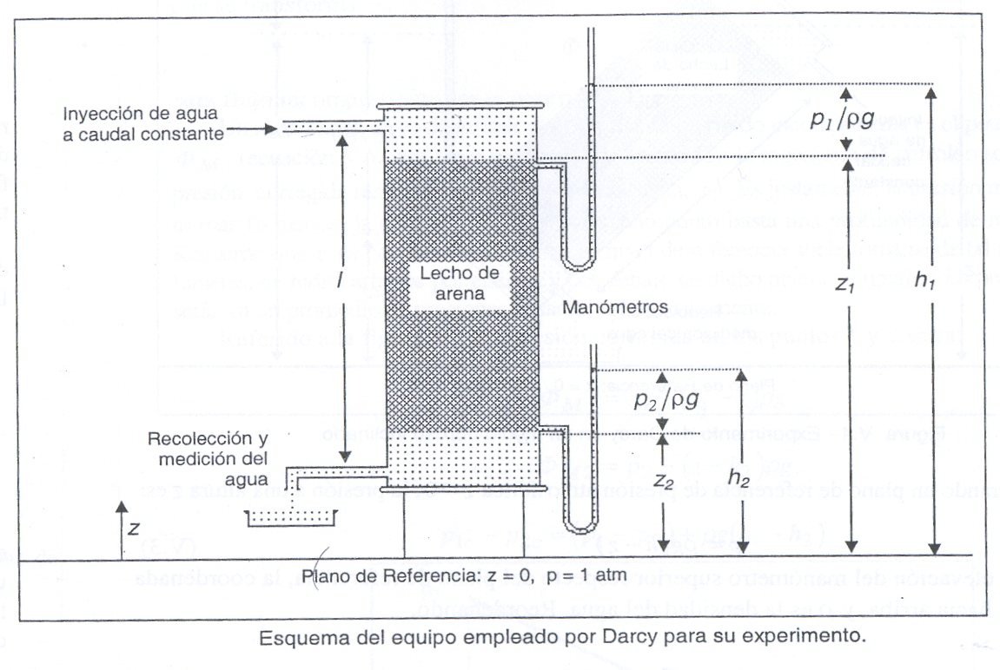 Inyección de agua
a caudal constante
p₁/ρg
l
Lecho de
arena
Manómetros
z₁
h₁
p₂/ρg
Recolección y
medición del
agua
z₂
h₂
z
Plano de Referencia: z = 0, p = 1 atm
Esquema del equipo empleado por Darcy para su experimento.